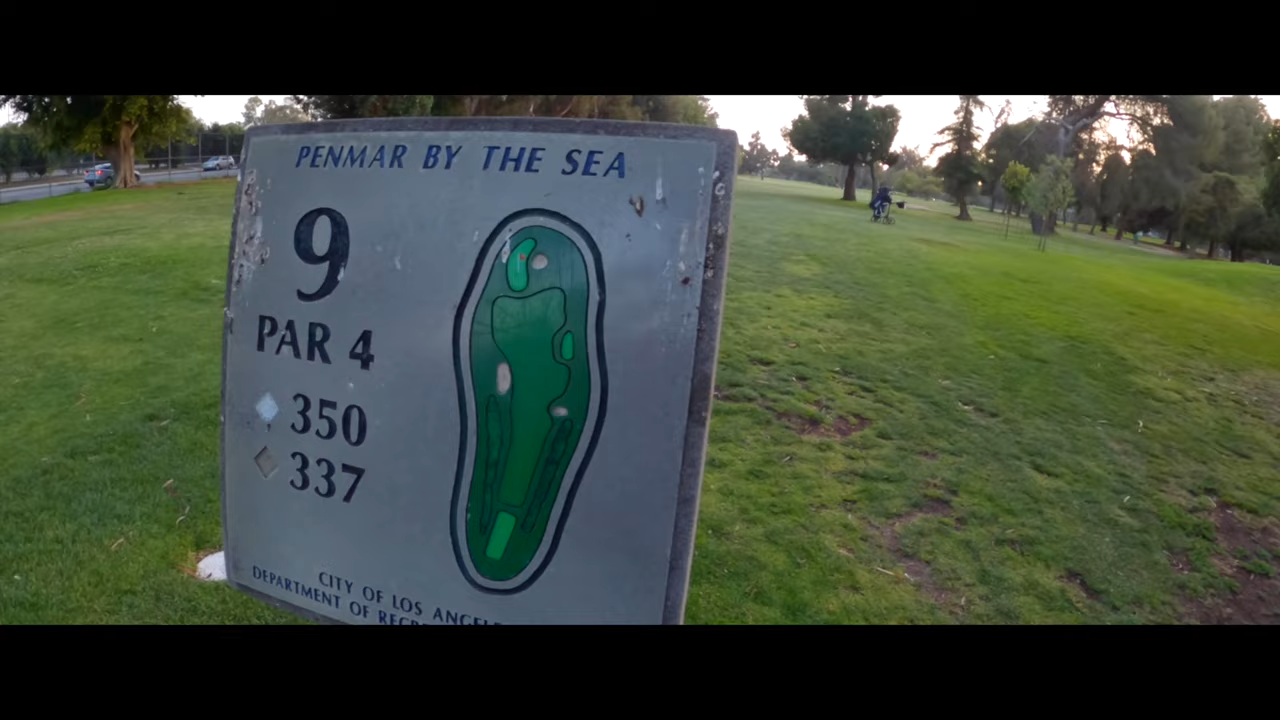 PENMAR BY THE SEA
9
PAR 4
350
337
CITY OF LOS
DEPARTMENT OF